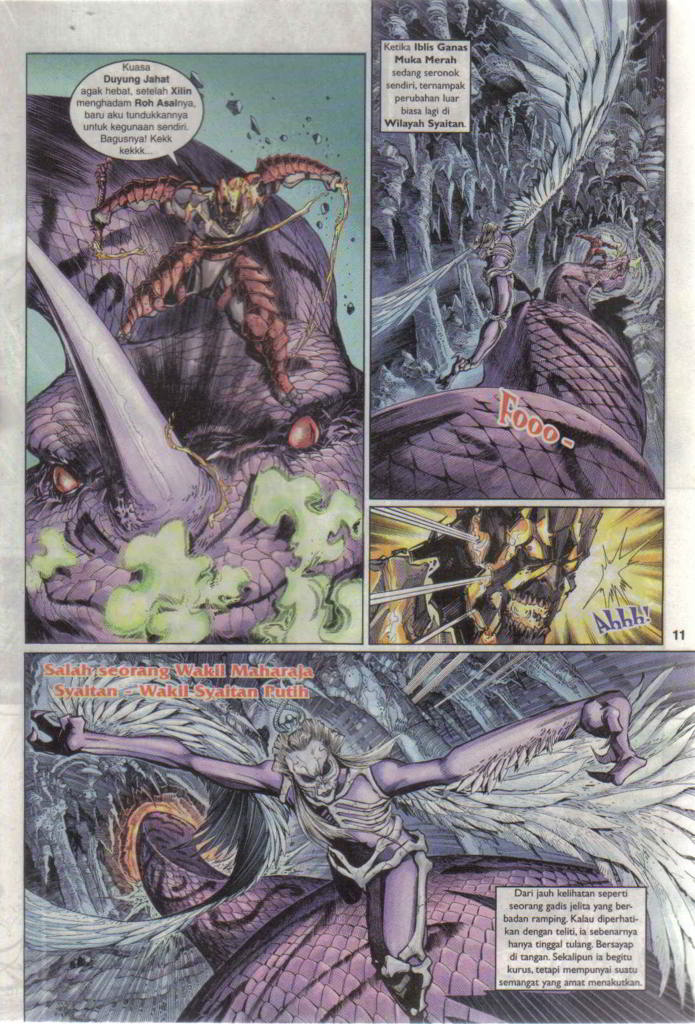 Kuasa
Duyung Jahat
agak hebat, setelah Xilin
menghadam Roh Asalnya,
baru aku tundukkannya
untuk kegunaan sendiri.
Bagusnya! Kekk
kekkk...
Ketika Iblis Ganas
Muka Merah
sedang seronok
sendiri, ternampak
perubahan luar
biasa lagi di
Wilayah Syaitan.
Fooo-
Ahhh!
11
Salah seorang Wakil Maharaja
Syaitan - Wakil Syaitan Putih
Dari jauh kelihatan seperti
seorang gadis jelita yang ber-
badan ramping. Kalau diperhati-
kan dengan teliti, ia sebenarnya
hanya tinggal tulang. Bersayap
di tangan. Sekalipun ia begitu
kurus, tetapi mempunyai suatu
semangat yang amat menakutkan.